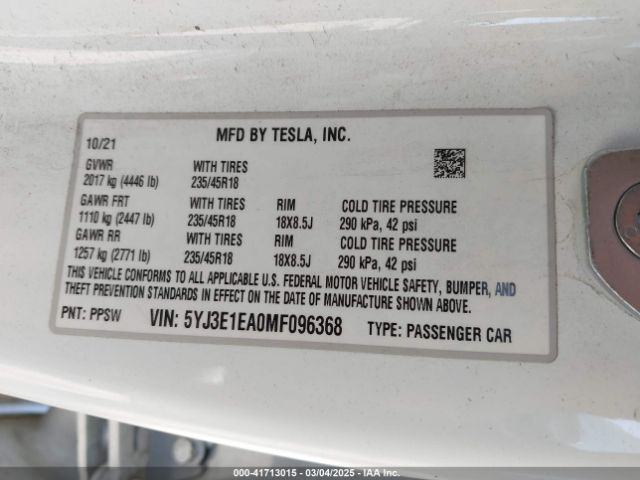 10/21 MFD BY TESLA, INC.
GVWR WITH TIRES
2017 kg (4446 lb) 235/45R18
GAWR FRT WITH TIRES RIM COLD TIRE PRESSURE
1110 kg (2447 lb) 235/45R18 18X8.5J 290 kPa, 42 psi
GAWR RR WITH TIRES RIM COLD TIRE PRESSURE
1257 kg (2771 lb) 235/45R18 18X8.5J 290 kPa, 42 psi
THIS VEHICLE CONFORMS TO ALL APPLICABLE U.S. FEDERAL MOTOR VEHICLE SAFETY, BUMPER, AND
THEFT PREVENTION STANDARDS IN EFFECT ON THE DATE OF MANUFACTURE SHOWN ABOVE.
PNT: PPSW VIN: 5YJ3E1EA0MF096368 TYPE: PASSENGER CAR
000-41713015 - 03/04/2025 - IAA Inc.